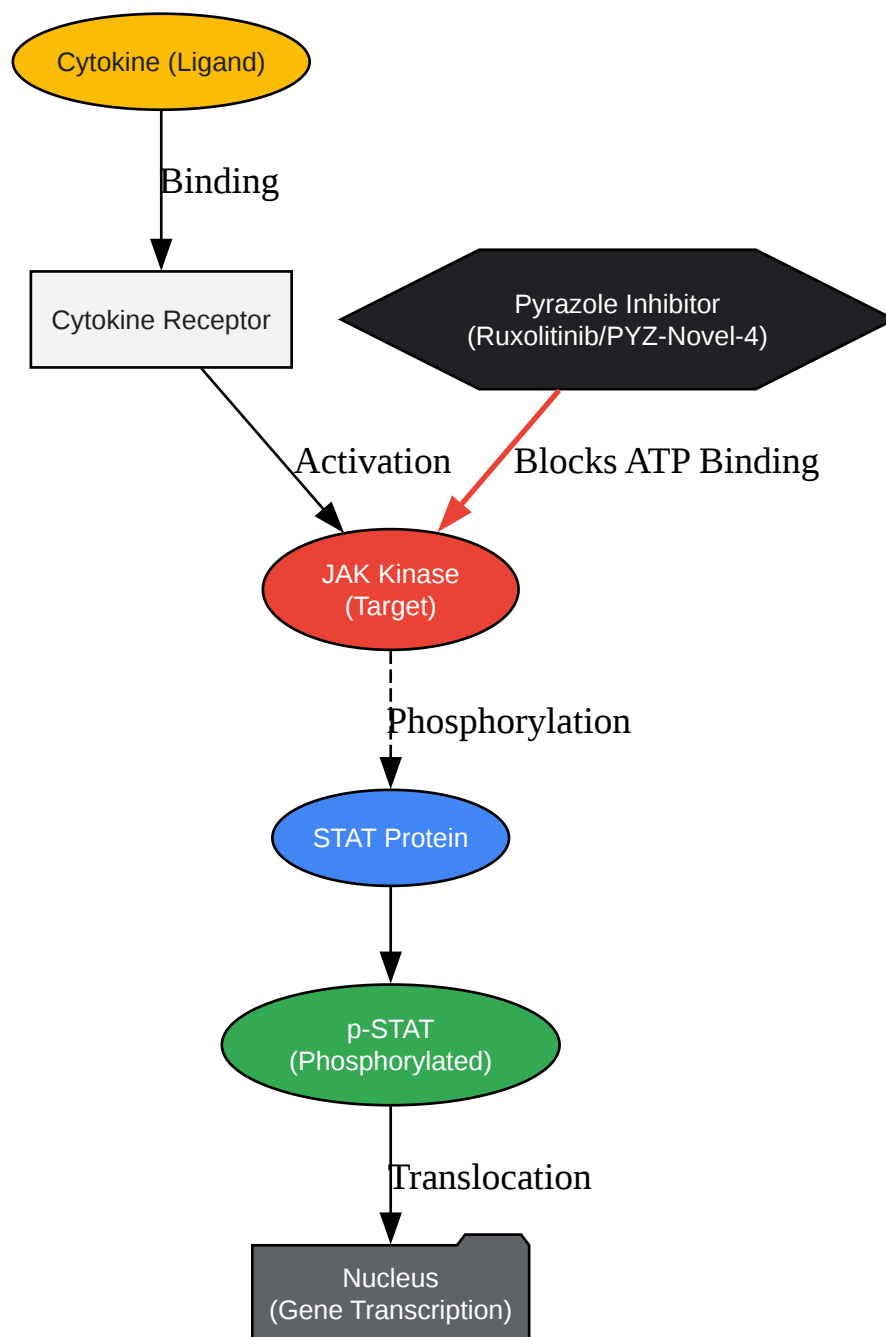 Cytokine (Ligand)
Binding
Cytokine Receptor
Pyrazole Inhibitor
(Ruxolitinib/PYZ-Novel-4)
Activation
Blocks ATP Binding
JAK Kinase
(Target)
Phosphorylation
STAT Protein
p-STAT
(Phosphorylated)
Translocation
Nucleus
(Gene Transcription)